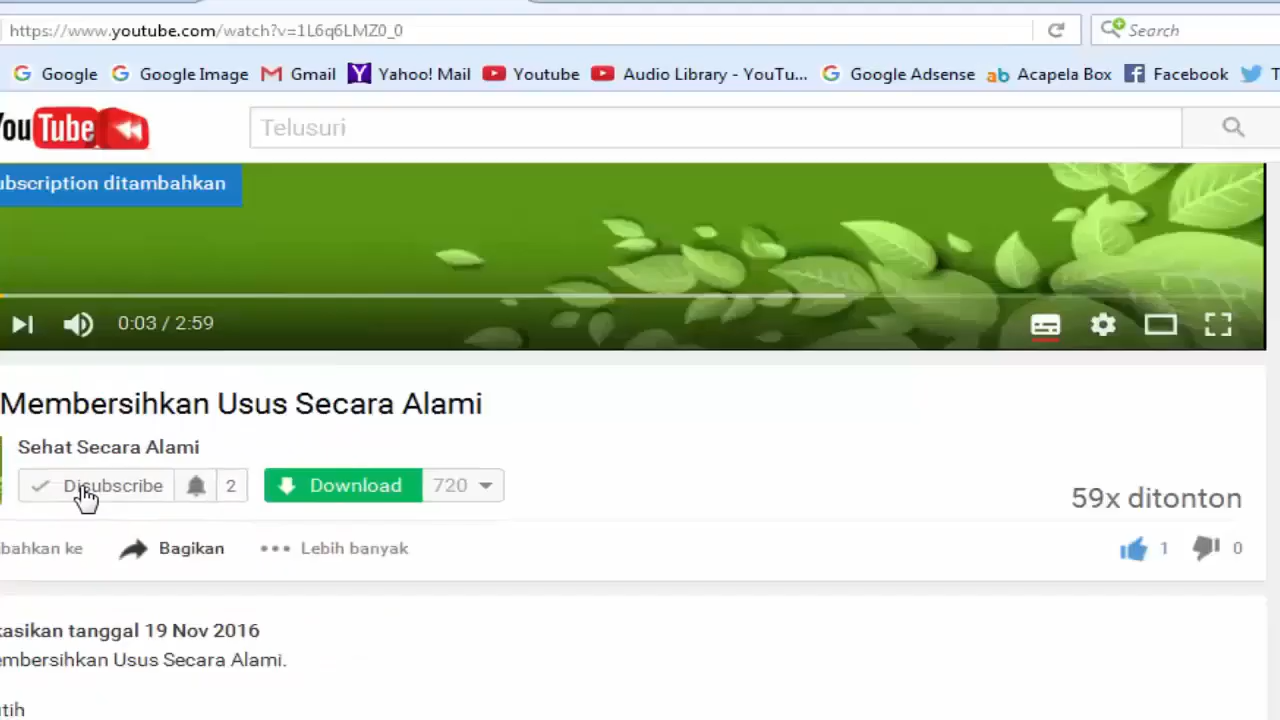 https://www.youtube.com/watch?v=1L6q6LMZ0_0
Search
Google Google Image Gmail Yahoo! Mail Youtube Audio Library - YouTu... Google Adsense ab Acapela Box Facebook T
ouTube Telusuri
ubscription ditambahkan
0:03 / 2:59
Membersihkan Usus Secara Alami
Sehat Secara Alami
Disubscribe 2 Download 720
59x ditonton
bahkan ke Bagikan Lebih banyak 1 0
kasikan tanggal 19 Nov 2016
embersihkan Usus Secara Alami.
utih